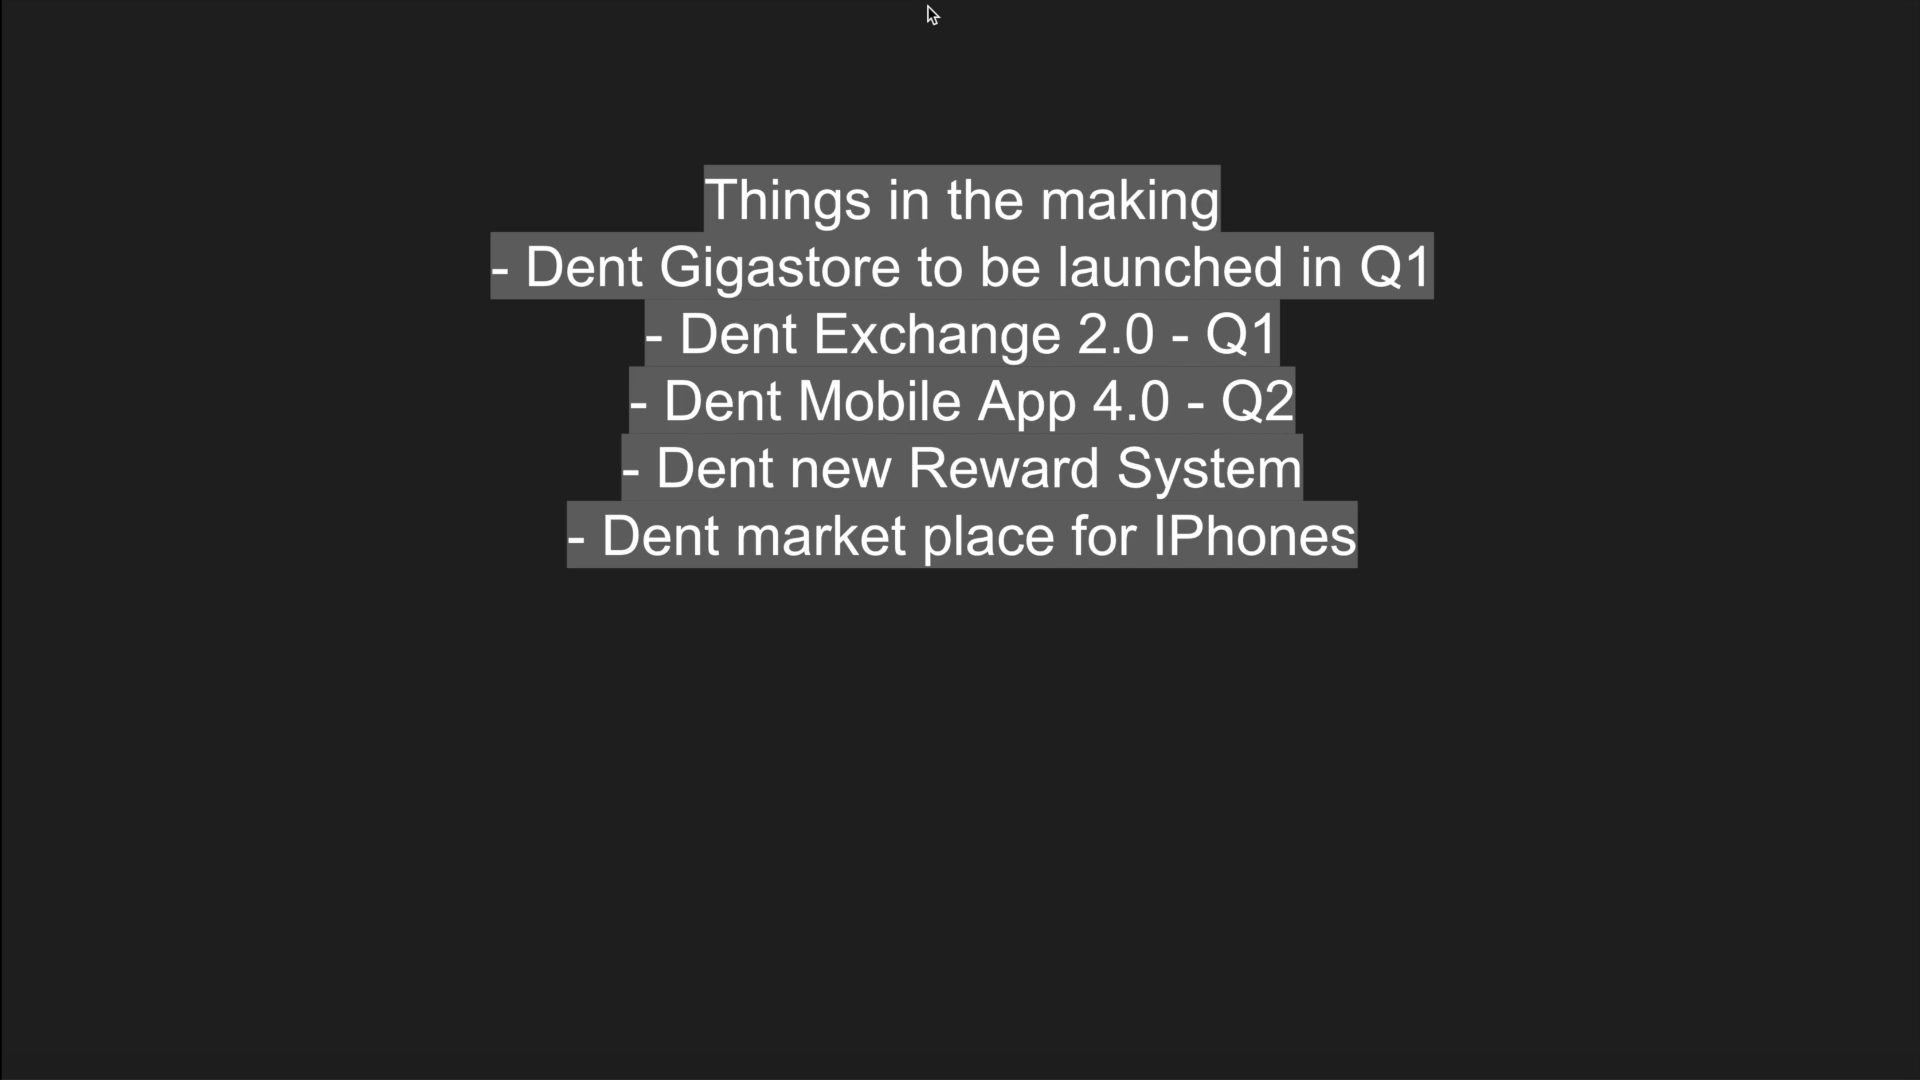 Things in the making
- Dent Gigastore to be launched in Q1
- Dent Exchange 2.0 - Q1
- Dent Mobile App 4.0 - Q2
- Dent new Reward System
- Dent market place for IPhones